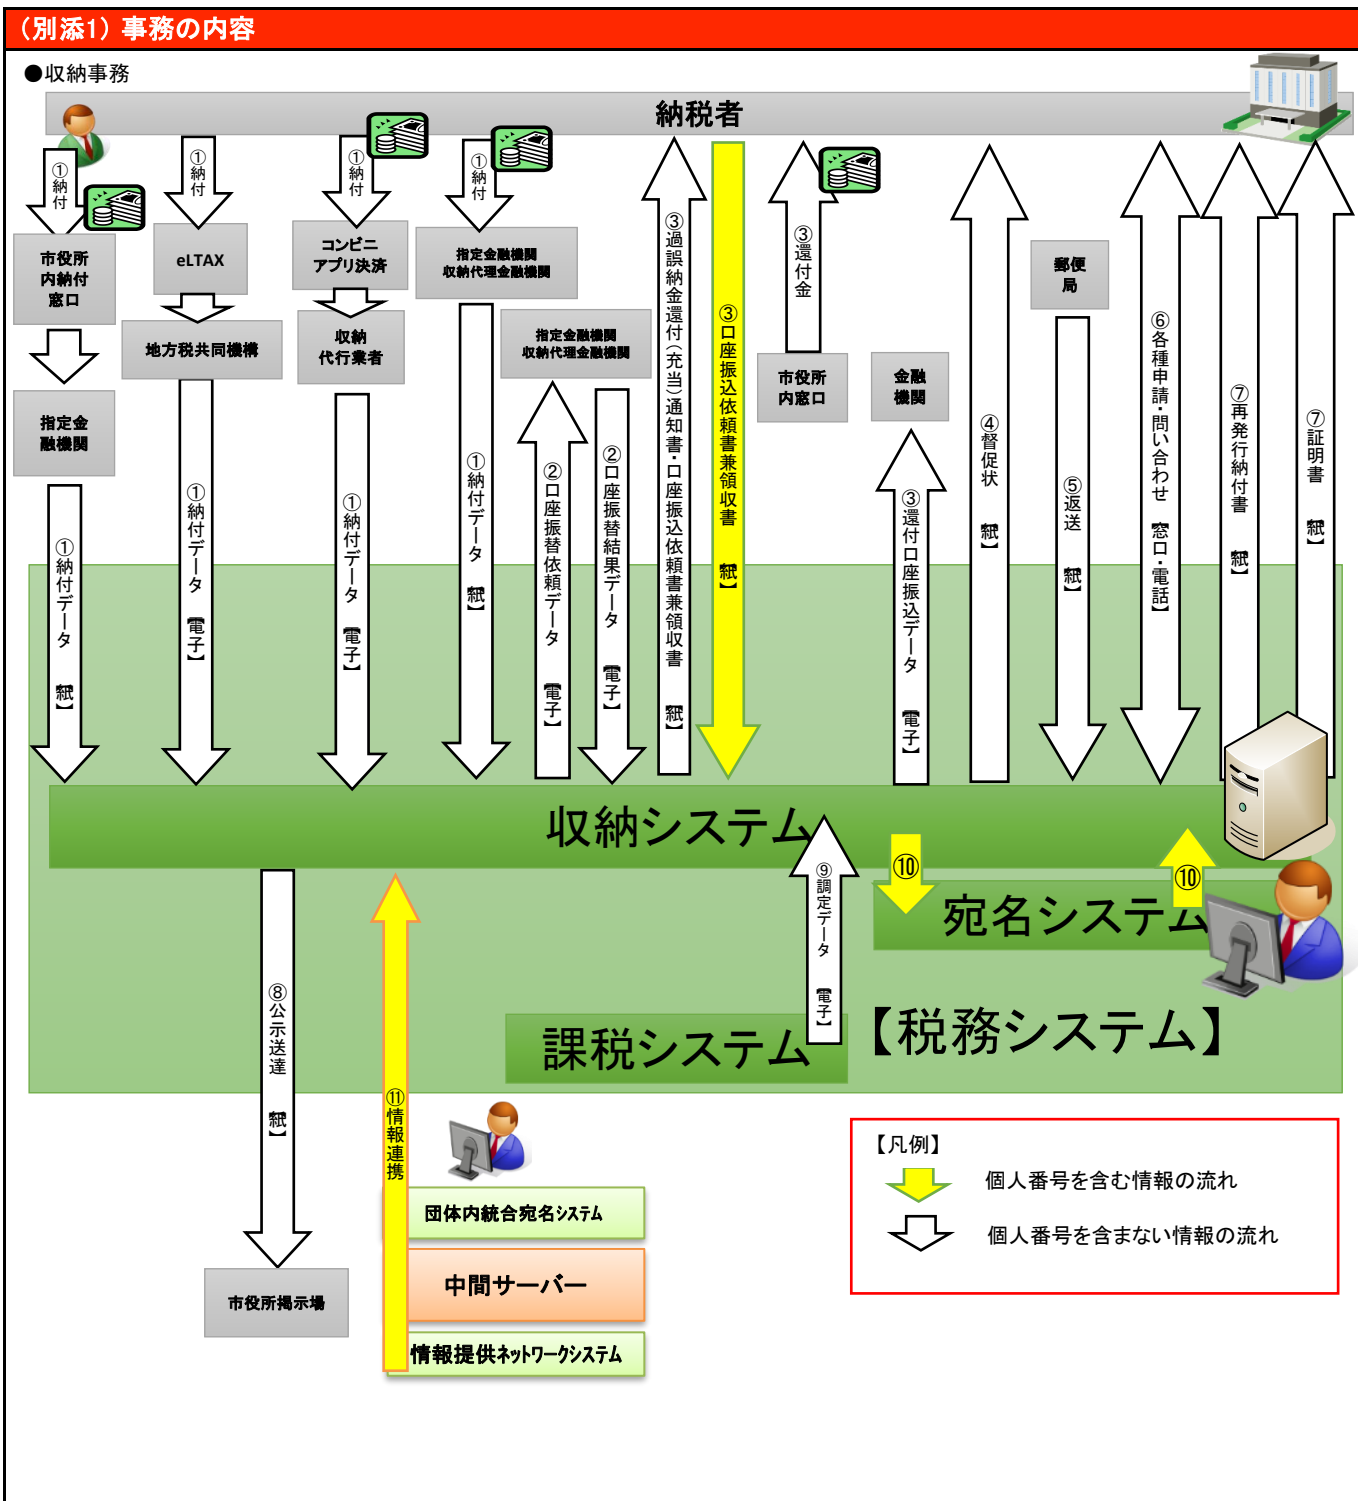 （別添1） 事務の内容
●収納事務
納税者
①納付
①納付
①納付
①納付
市役所
内納付
窓口
eLTAX
コンビニ
アプリ決済
指定金融機関
収納代理金融機関
地方税共同機構
収納
代行業者
指定金融機関
収納代理金融機関
指定金
融機関
市役所
内窓口
金融
機関
郵便
局
①納付データ 【紙】
①納付データ 【電子】
①納付データ 【電子】
①納付データ 【紙】
②口座振替依頼データ 【電子】
②口座振替結果データ 【電子】
③過誤納金還付（充当）通知書・口座振込依頼書兼領収書 【紙】
③口座振込依頼書兼領収書 【紙】
③還付金
③還付口座振込データ 【電子】
④督促状 【紙】
⑤返送 【紙】
⑥各種申請・問い合わせ 【窓口・電話】
⑦再発行納付書 【紙】
⑦証明書 【紙】
収納システム
⑩
⑩
⑨調定データ 【電子】
宛名システム
課税システム
【税務システム】
⑧公示送達 【紙】
⑪情報連携
市役所掲示場
団体内統合宛名システム
中間サーバー
情報提供ネットワークシステム
【凡例】
個人番号を含む情報の流れ
個人番号を含まない情報の流れ